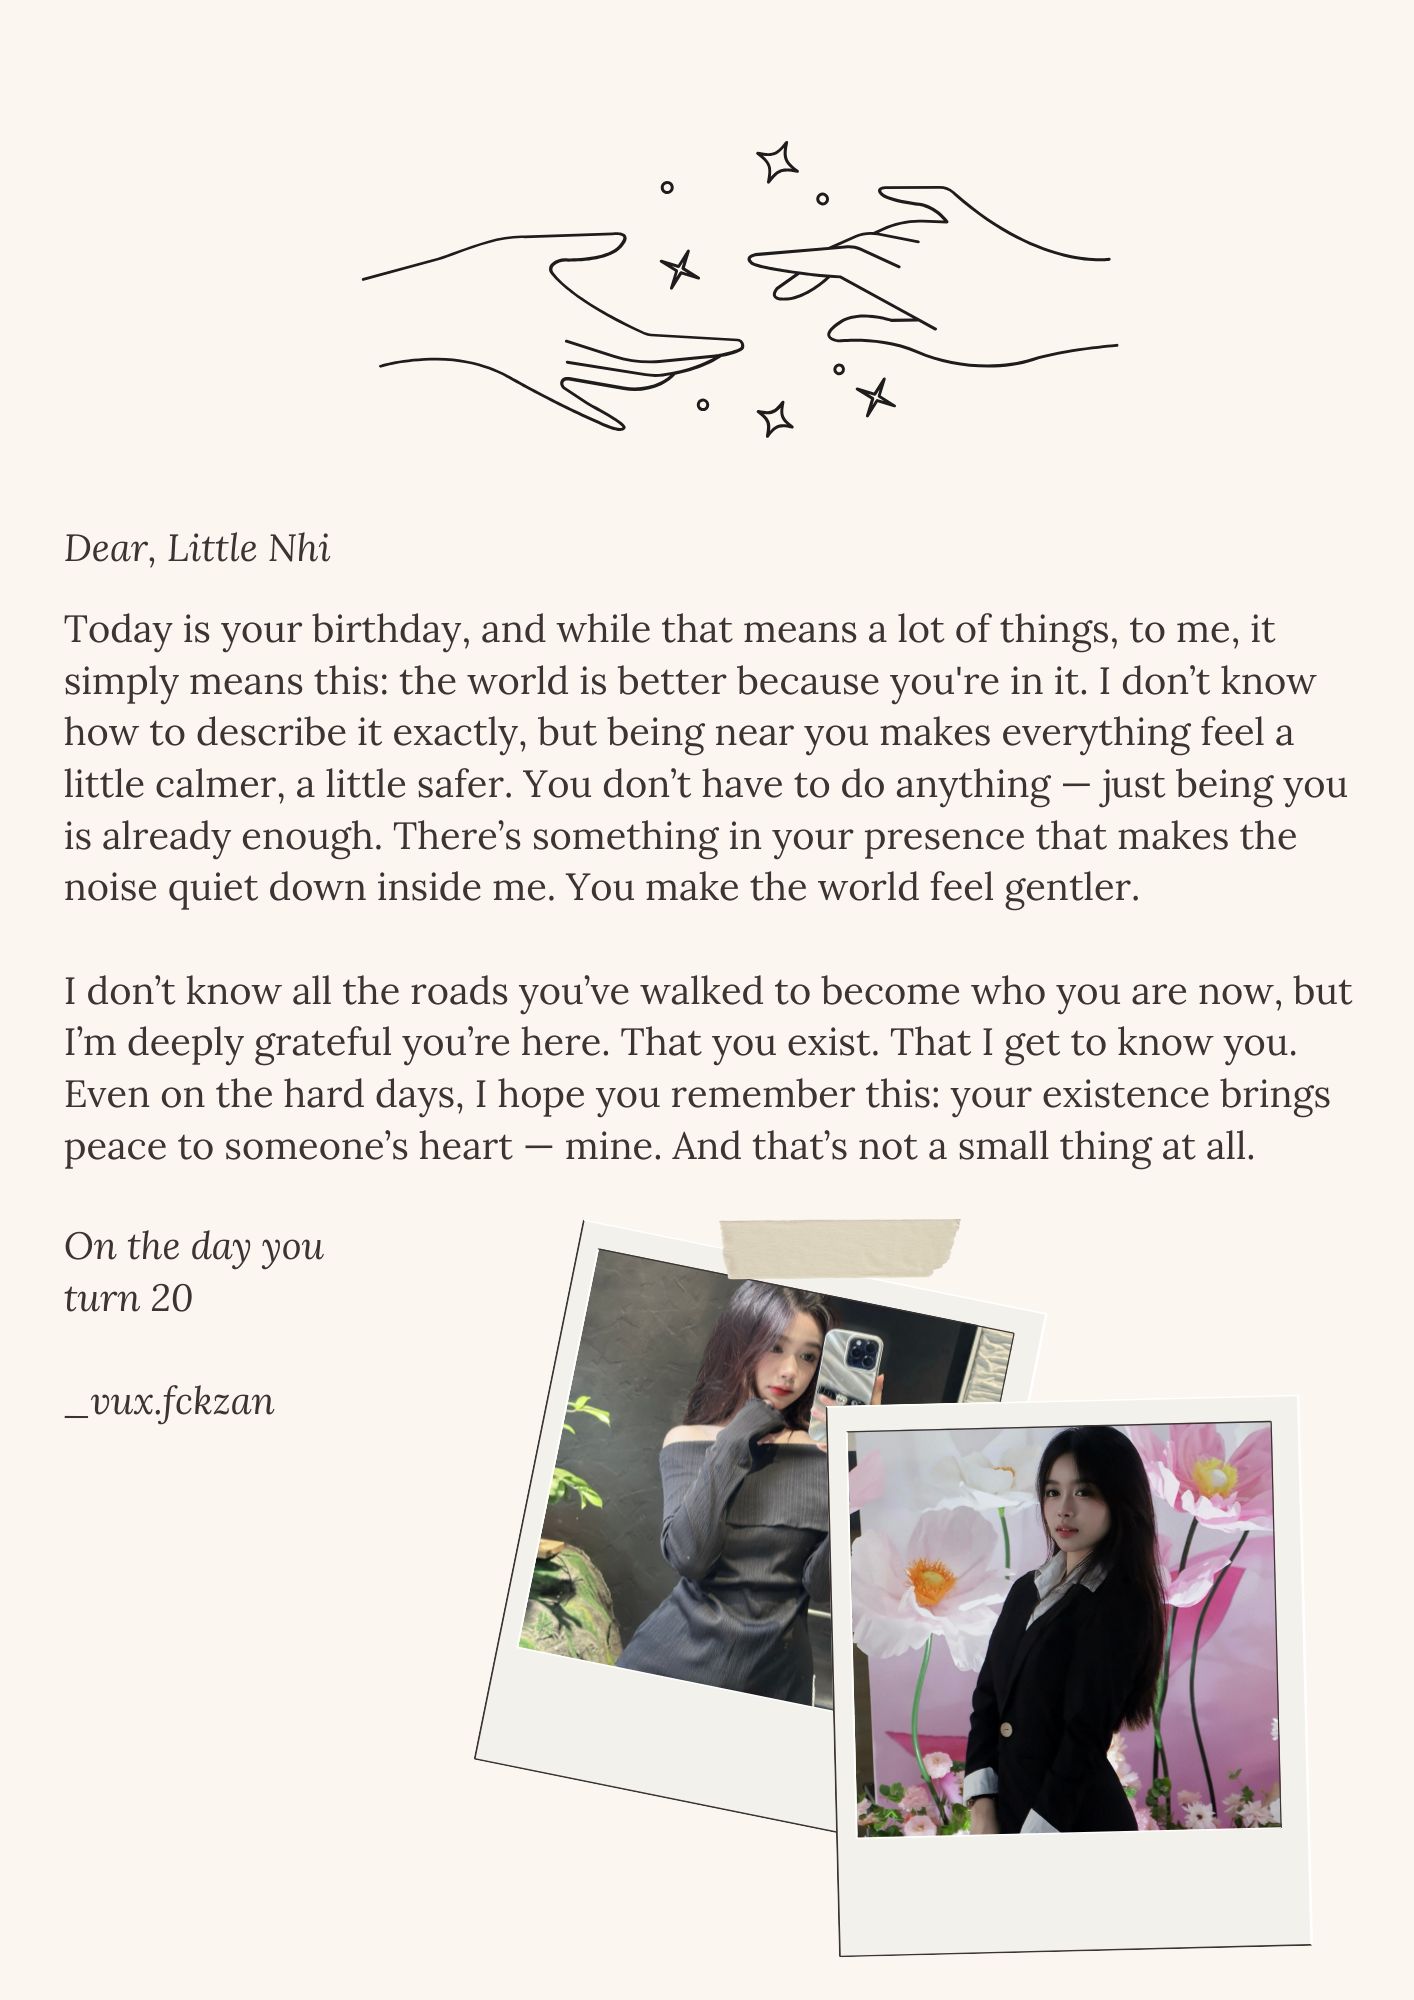 Dear, Little Nhi
Today is your birthday, and while that means a lot of things, to me, it
simply means this: the world is better because you're in it. I don’t know
how to describe it exactly, but being near you makes everything feel a
little calmer, a little safer. You don’t have to do anything — just being you
is already enough. There’s something in your presence that makes the
noise quiet down inside me. You make the world feel gentler.
I don’t know all the roads you’ve walked to become who you are now, but
I’m deeply grateful you’re here. That you exist. That I get to know you.
Even on the hard days, I hope you remember this: your existence brings
peace to someone’s heart — mine. And that’s not a small thing at all.
On the day you
turn 20
_vux.fckzan